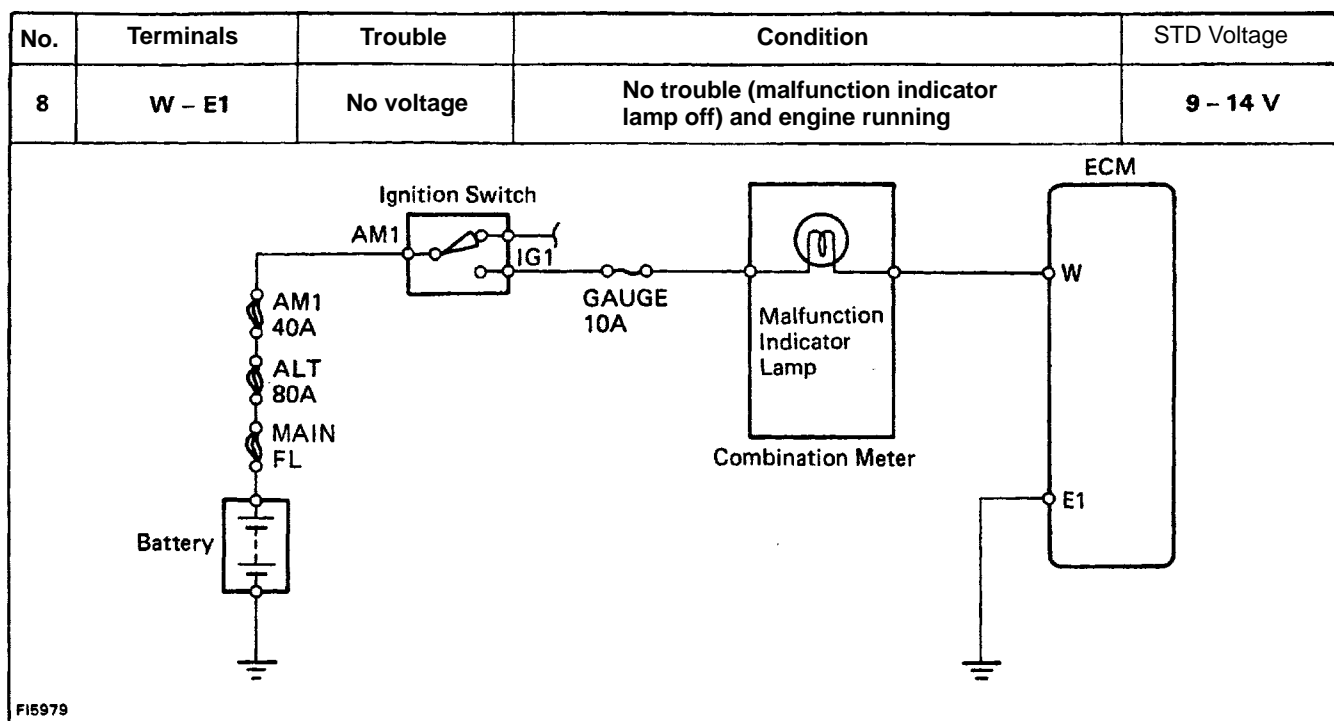 No. Terminals Trouble Condition STD Voltage
8 W – E1 No voltage No trouble (malfunction indicator
lamp off) and engine running 9 – 14 V
ECM
Ignition Switch
AM1
IG1
GAUGE
10A
W
AM1
40A
ALT
80A
MAIN
FL
Malfunction
Indicator
Lamp
Combination Meter
E1
Battery
FI5979